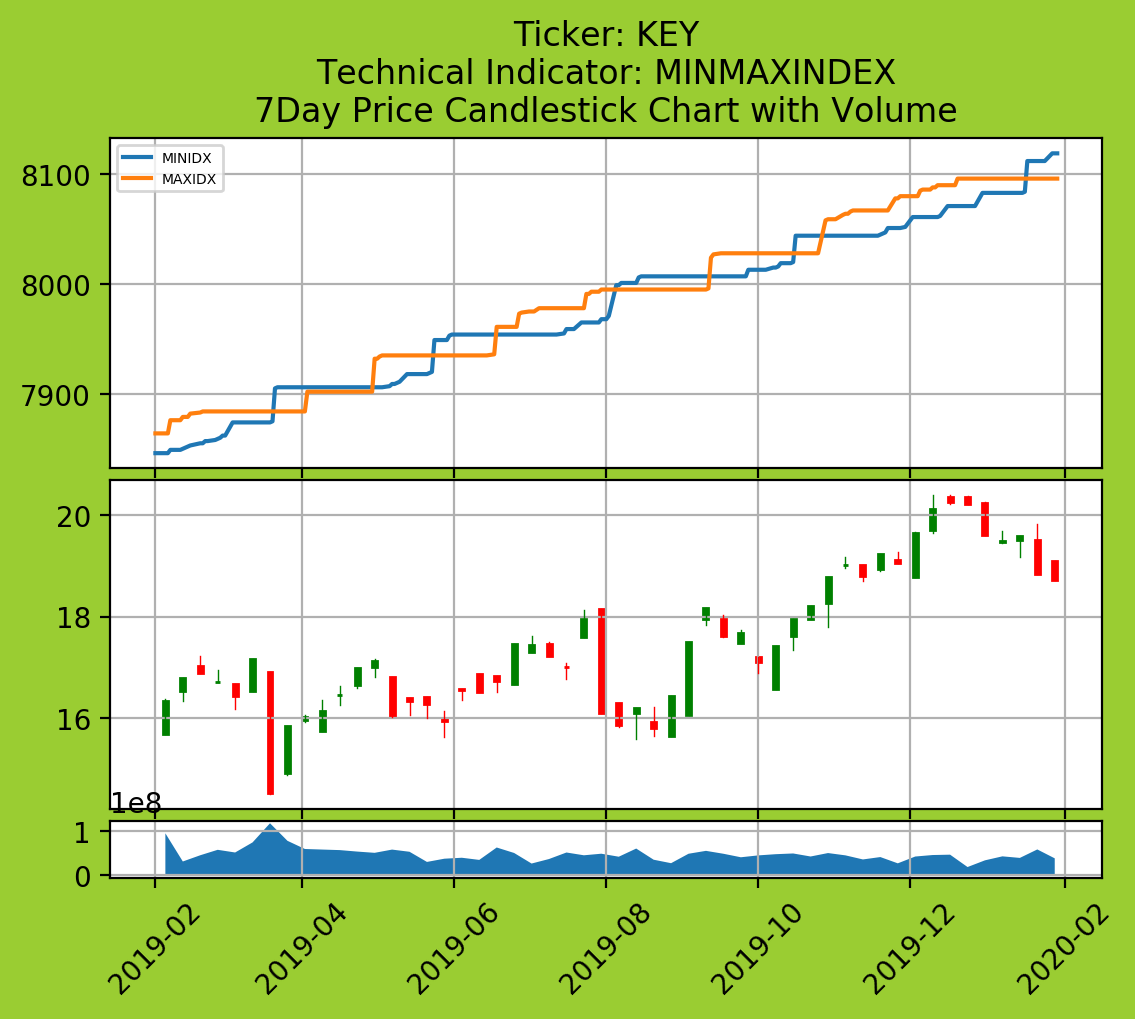 Ticker: KEY
Technical Indicator: MINMAXINDEX
7Day Price Candlestick Chart with Volume
MINIDX
MAXIDX
8100
8000
7900
20
18
16
1e8
1
0
2019-02
2019-04
2019-06
2019-08
2019-10
2019-12
2020-02